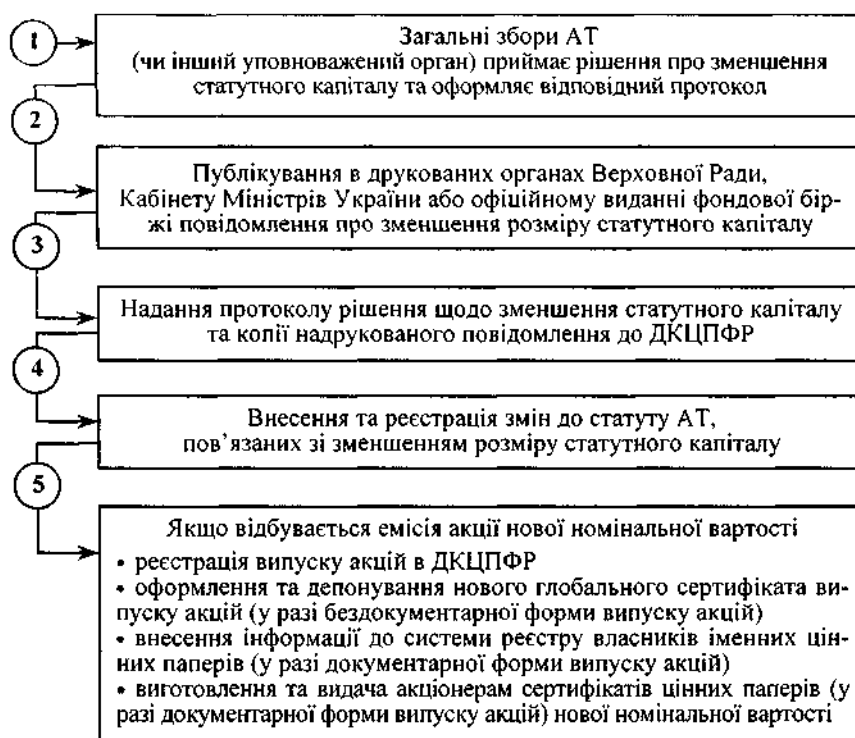 1
Загальні збори АТ
(чи інший уповноважений орган) приймає рішення про зменшення
статутного капіталу та оформляє відповідний протокол
2
Публікування в друкованих органах Верховної Ради,
Кабінету Міністрів України або офіційному виданні фондової бір-
жі повідомлення про зменшення розміру статутного капіталу
3
Надання протоколу рішення щодо зменшення статутного капіталу
та копії надрукованого повідомлення до ДКЦПФР
4
Внесення та реєстрація змін до статуту АТ,
пов’язаних зі зменшенням розміру статутного капіталу
5
Якщо відбувається емісія акції нової номінальної вартості
• реєстрація випуску акцій в ДКЦПФР
• оформлення та депонування нового глобального сертифіката ви-
пуску акцій (у разі бездокументарної форми випуску акцій)
• внесення інформації до системи реєстру власників іменних цін-
них паперів (у разі документарної форми випуску акцій)
• виготовлення та видача акціонерам сертифікатів цінних паперів (у
разі документарної форми випуску акцій) нової номінальної вартості